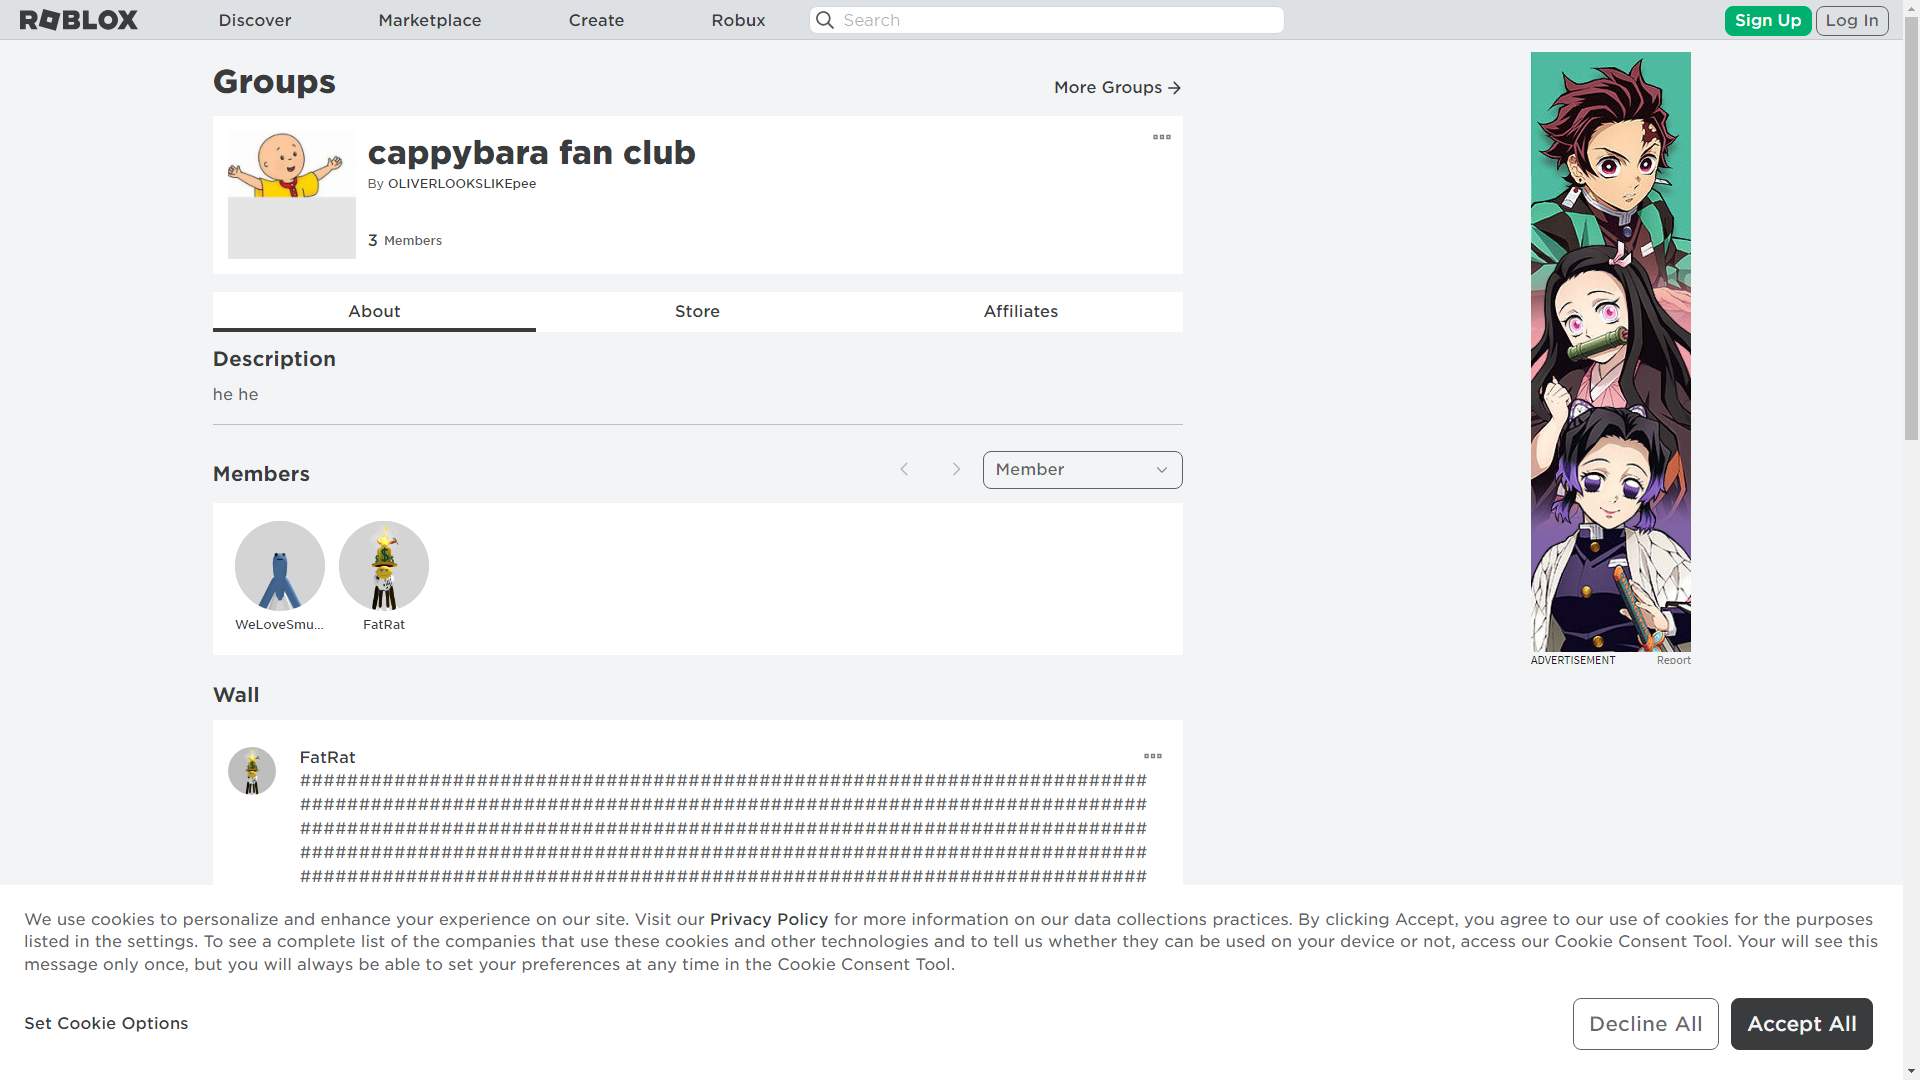 ROBLOX
Discover
Marketplace
Create
Robux
Search
Sign Up
Log In
Groups
More Groups
cappybara fan club
By OLIVERLOOKSLIKEpee
3 Members
About
Store
Affiliates
Description
he he
Members
Member
WeLoveSmu...
FatRat
ADVERTISEMENT
Report
Wall
FatRat
########################################################################
########################################################################
########################################################################
########################################################################
########################################################################
We use cookies to personalize and enhance your experience on our site. Visit our Privacy Policy for more information on our data collections practices. By clicking Accept, you agree to our use of cookies for the purposes
listed in the settings. To see a complete list of the companies that use these cookies and other technologies and to tell us whether they can be used on your device or not, access our Cookie Consent Tool. Your will see this
message only once, but you will always be able to set your preferences at any time in the Cookie Consent Tool.
Set Cookie Options
Decline All
Accept All